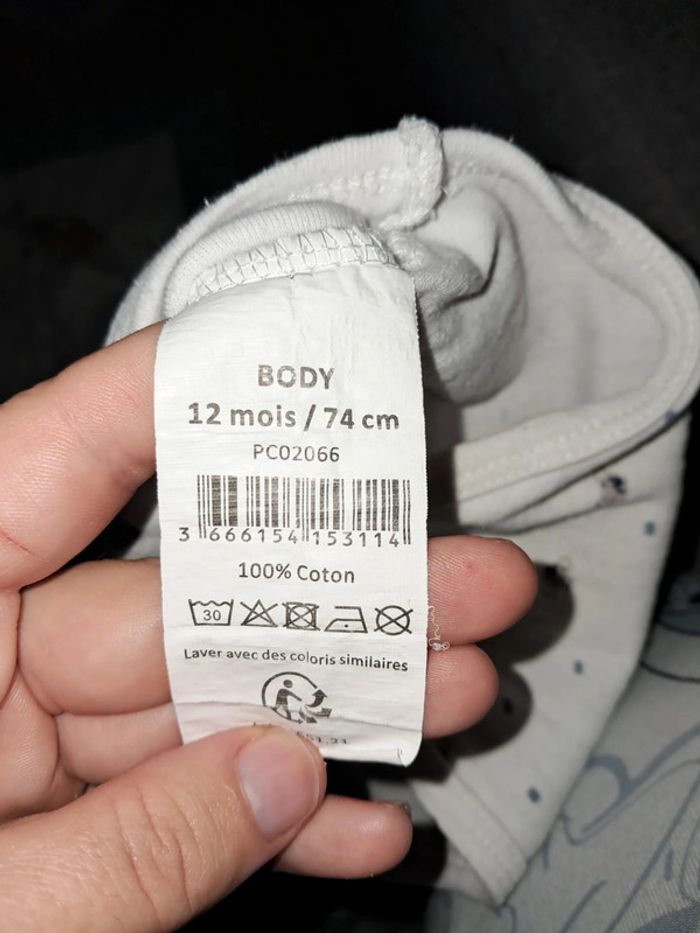 BODY
12 mois / 74 cm
PC02066
3 666154 153114
100% Coton
30
Laver avec des coloris similaires